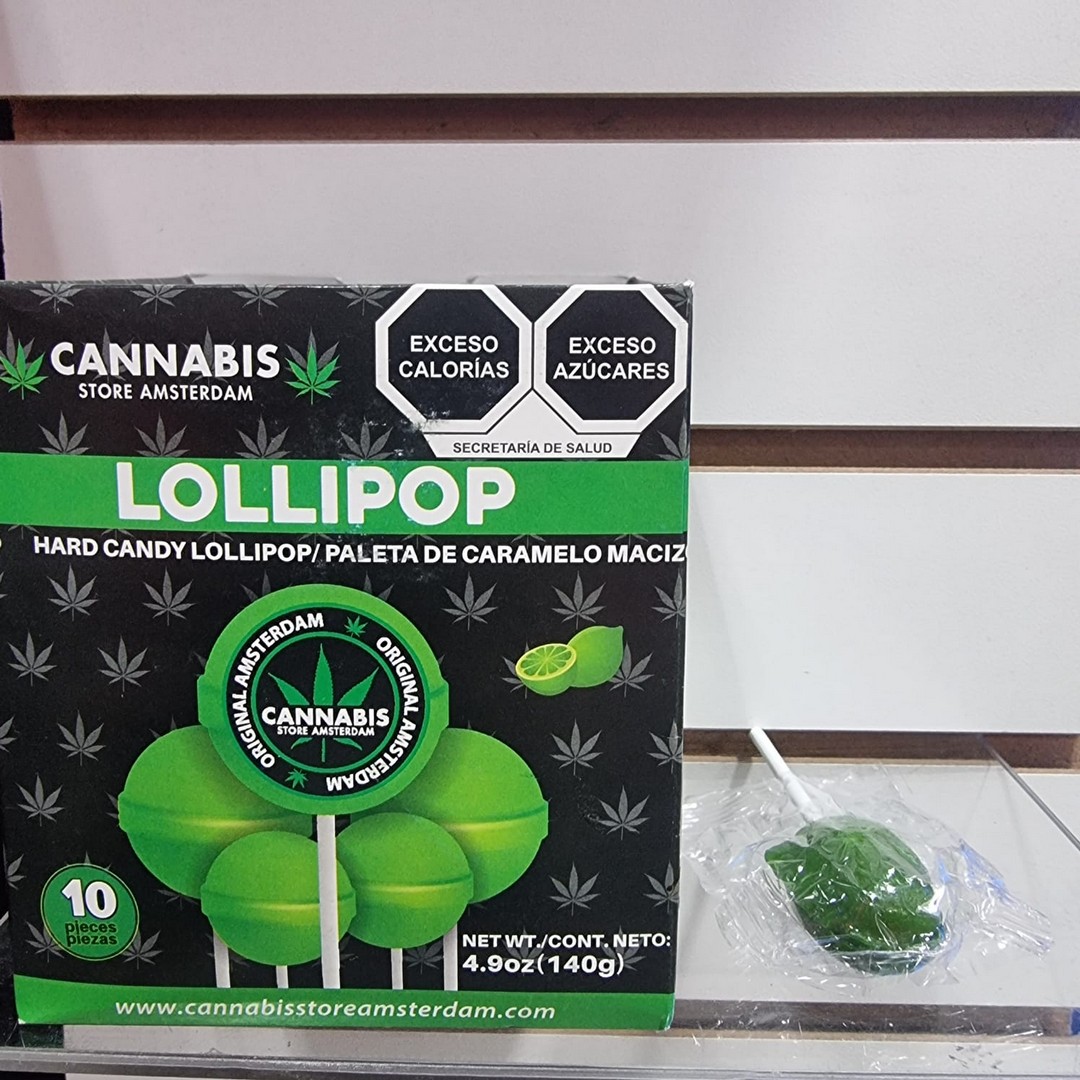 CANNABIS
STORE AMSTERDAM
EXCESO
CALORÍAS
EXCESO
AZÚCARES
SECRETARÍA DE SALUD
LOLLIPOP
HARD CANDY LOLLIPOP/ PALETA DE CARAMELO MACIZ
ORIGINAL AMSTERDAM
ORIGINAL AMSTERDAM
AMSTERDAM
CANNABIS
STORE AMSTERDAM
10
pieces
piezas
NET WT./CONT. NETO:
4.9oz(140g)
www.cannabisstoreamsterdam.com